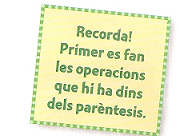 Recorda!
Primer es fan
les operacions
que hi ha dins
dels parèntesis.